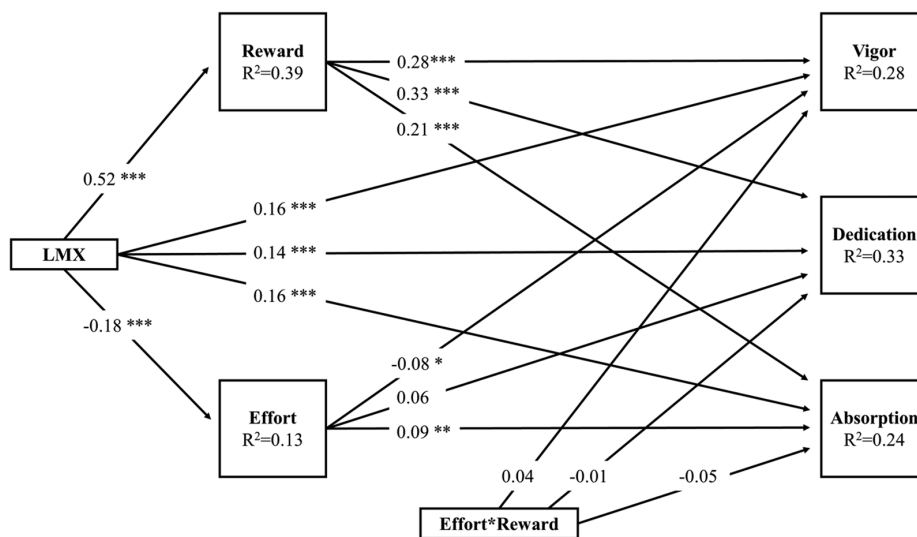 Reward
R²=0.39
0.28***
0.33 ***
0.21 ***
Vigor
R²=0.28
0.52 ***
0.16 ***
LMX
0.14 ***
0.16 ***
Dedication
R²=0.33
-0.18 ***
Effort
R²=0.13
-0.08 *
0.06
0.09 **
Absorption
R²=0.24
0.04
-0.01
-0.05
Effort*Reward